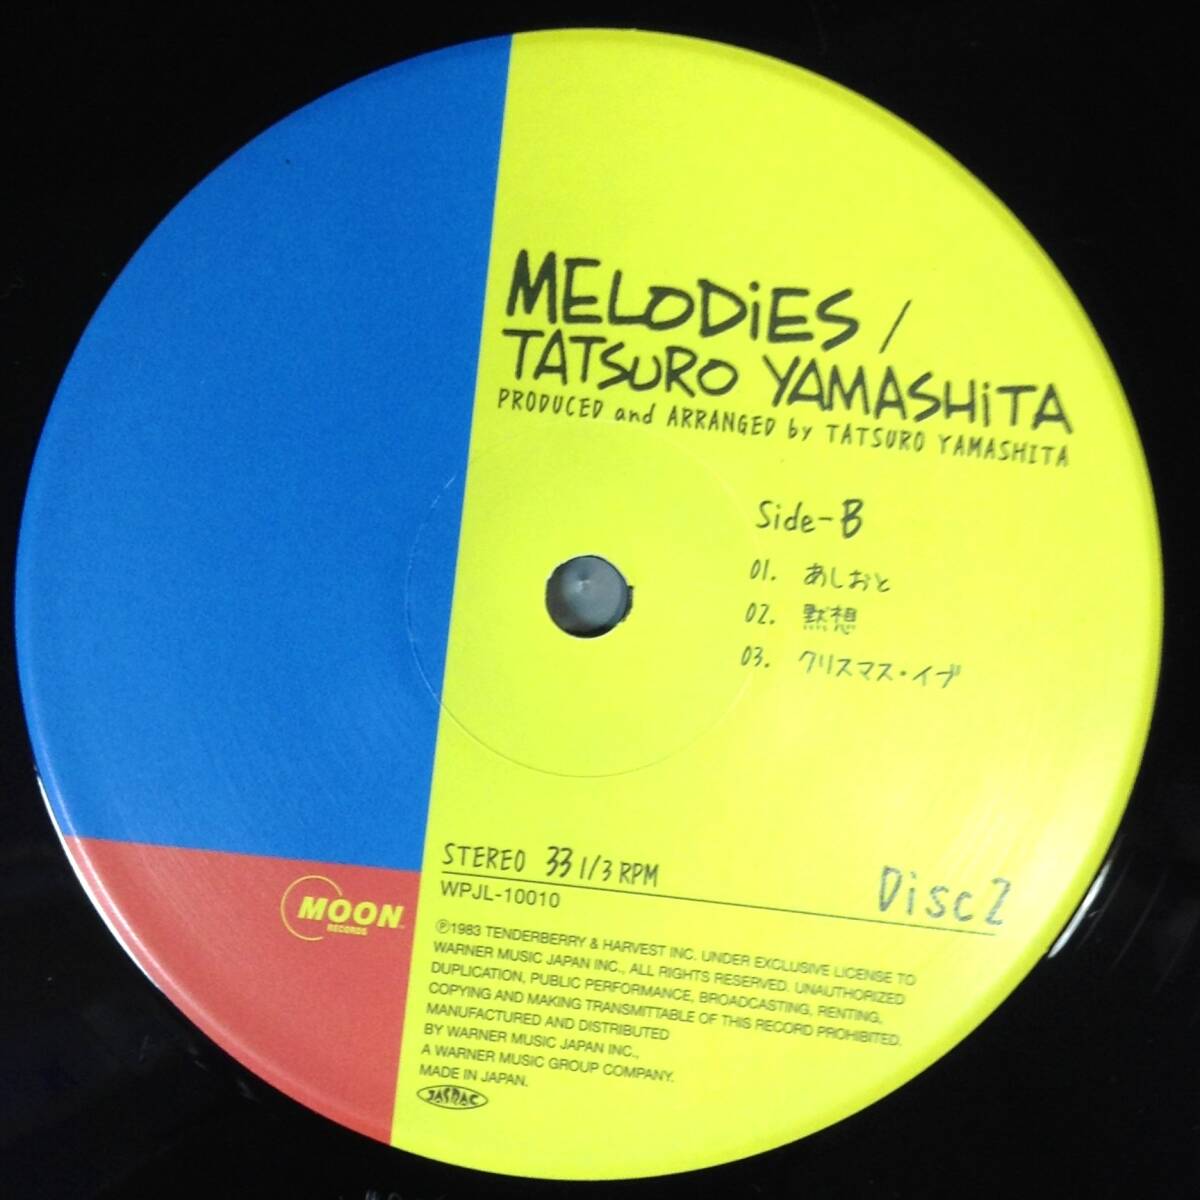 MELODiES /
TATSURO YAMASHiTA
PRODUCED and ARRANGED by TATSURO YAMASHITA
Side-B
01. あしおと
02. 黙想
03. クリスマス・イブ
STEREO 33 1/3 RPM
WPJL-10010
Disc 2
MOON
RECORDS
℗1983 TENDERBERRY & HARVEST INC. UNDER EXCLUSIVE LICENSE TO
WARNER MUSIC JAPAN INC., ALL RIGHTS RESERVED. UNAUTHORIZED
DUPLICATION, PUBLIC PERFORMANCE, BROADCASTING, RENTING,
COPYING AND MAKING TRANSMITTABLE OF THIS RECORD PROHIBITED.
MANUFACTURED AND DISTRIBUTED
BY WARNER MUSIC JAPAN INC.,
A WARNER MUSIC GROUP COMPANY.
MADE IN JAPAN.
JASRAC